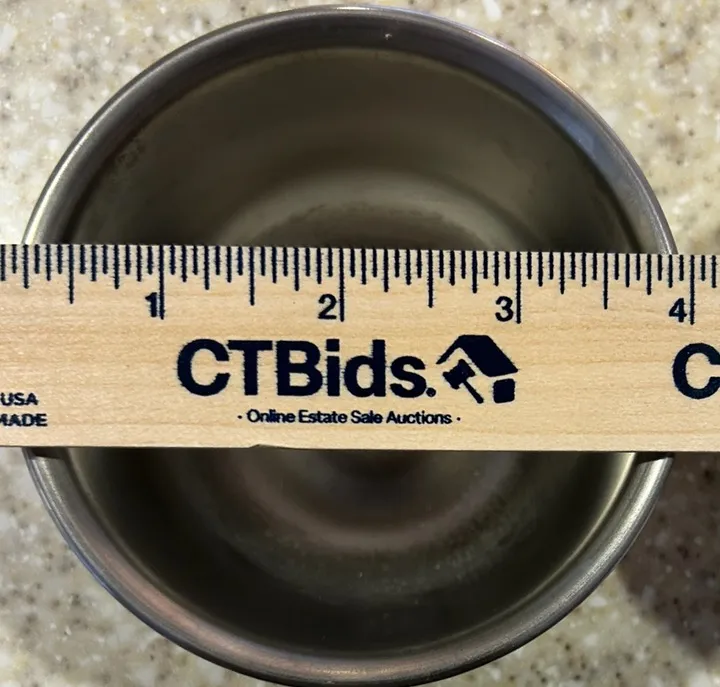 1 2 3 4
CTBids. C
USA
MADE
· Online Estate Sale Auctions ·